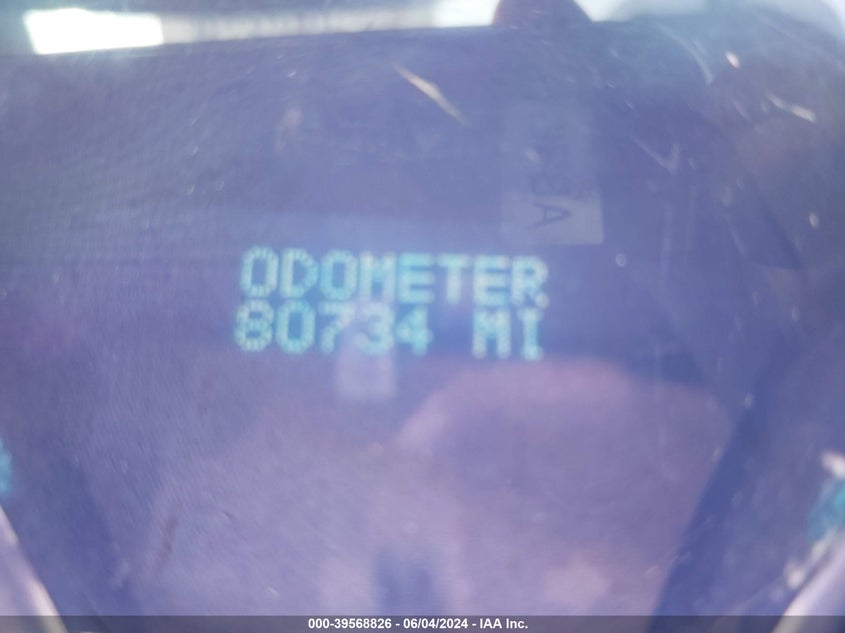 ODOMETER
80734 MI
000-39568826 - 06/04/2024 - IAA Inc.